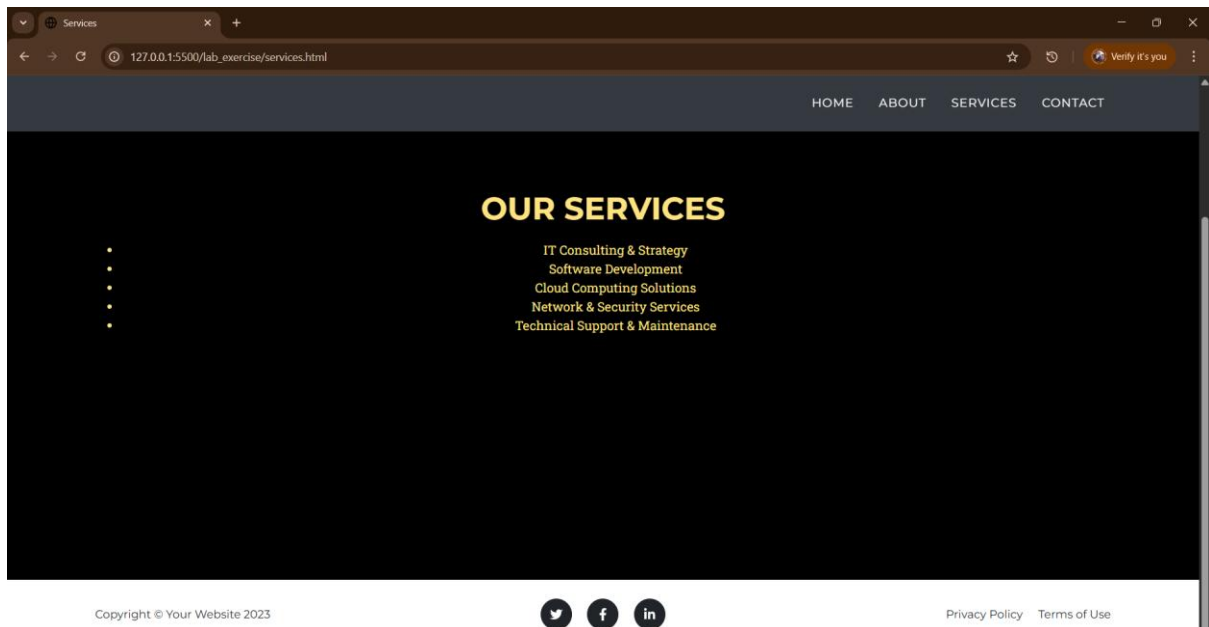 Services
127.0.0.1:5500/lab_exercise/services.html
Verify it's you
HOME ABOUT SERVICES CONTACT
OUR SERVICES
• IT Consulting & Strategy
• Software Development
• Cloud Computing Solutions
• Network & Security Services
• Technical Support & Maintenance
Copyright © Your Website 2023
f
in
Privacy Policy Terms of Use